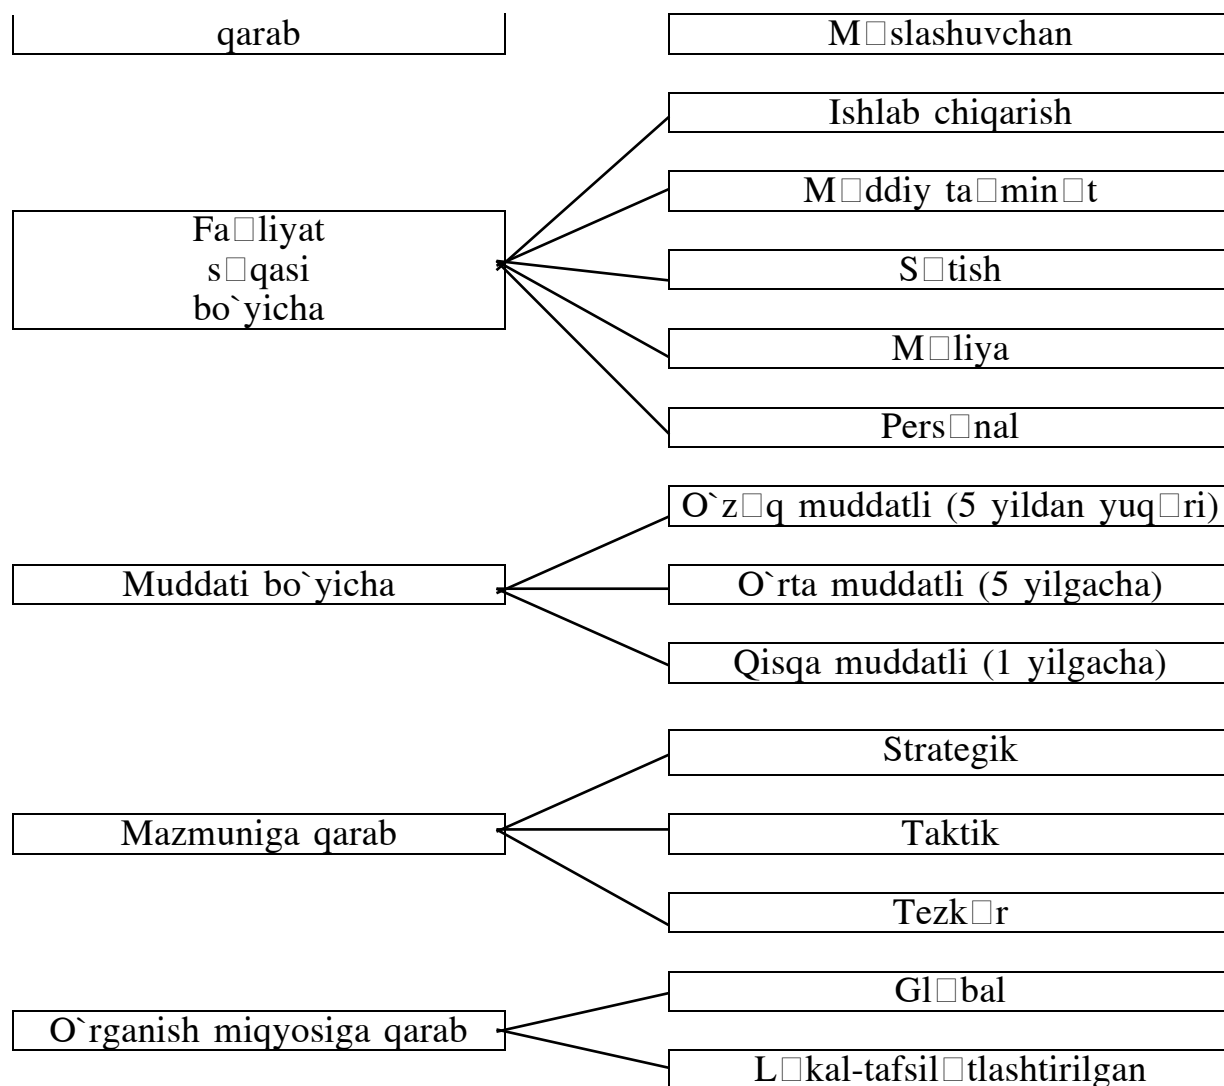 qarab
M□slashuvchan
Ishlab chiqarish
M□ddiy ta□min□t
Fa□liyat
s□qasi
bo`yicha
S□tish
M□liya
Pers□nal
O`z□q muddatli (5 yildan yuq□ri)
Muddati bo`yicha
O`rta muddatli (5 yilgacha)
Qisqa muddatli (1 yilgacha)
Strategik
Mazmuniga qarab
Taktik
Tezk□r
Gl□bal
O`rganish miqyosiga qarab
L□kal-tafsil□tlashtirilgan